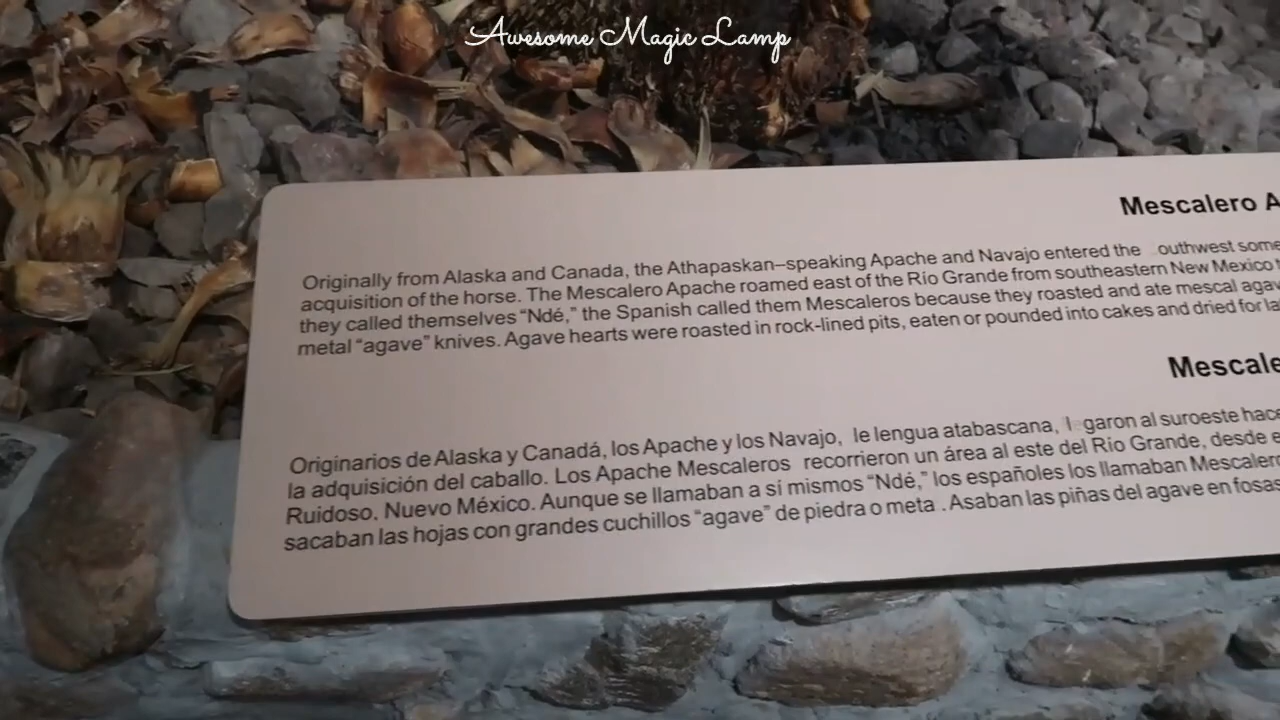 Awesome Magic Lamp
Mescalero A
Originally from Alaska and Canada, the Athapaskan–speaking Apache and Navajo entered the outhwest some
acquisition of the horse. The Mescalero Apache roamed east of the Río Grande from southeastern New Mexico t
they called themselves “Ndé,” the Spanish called them Mescaleros because they roasted and ate mescal agav
metal “agave” knives. Agave hearts were roasted in rock-lined pits, eaten or pounded into cakes and dried for la
Mescale
Originarios de Alaska y Canadá, los Apache y los Navajo, le lengua atabascana, l garon al suroeste hace
la adquisición del caballo. Los Apache Mescaleros recorrieron un área al este del Río Grande, desde e
Ruidoso, Nuevo México. Aunque se llamaban a sí mismos “Ndé,” los españoles los llamaban Mescalero
sacaban las hojas con grandes cuchillos “agave” de piedra o meta . Asaban las piñas del agave en fosas